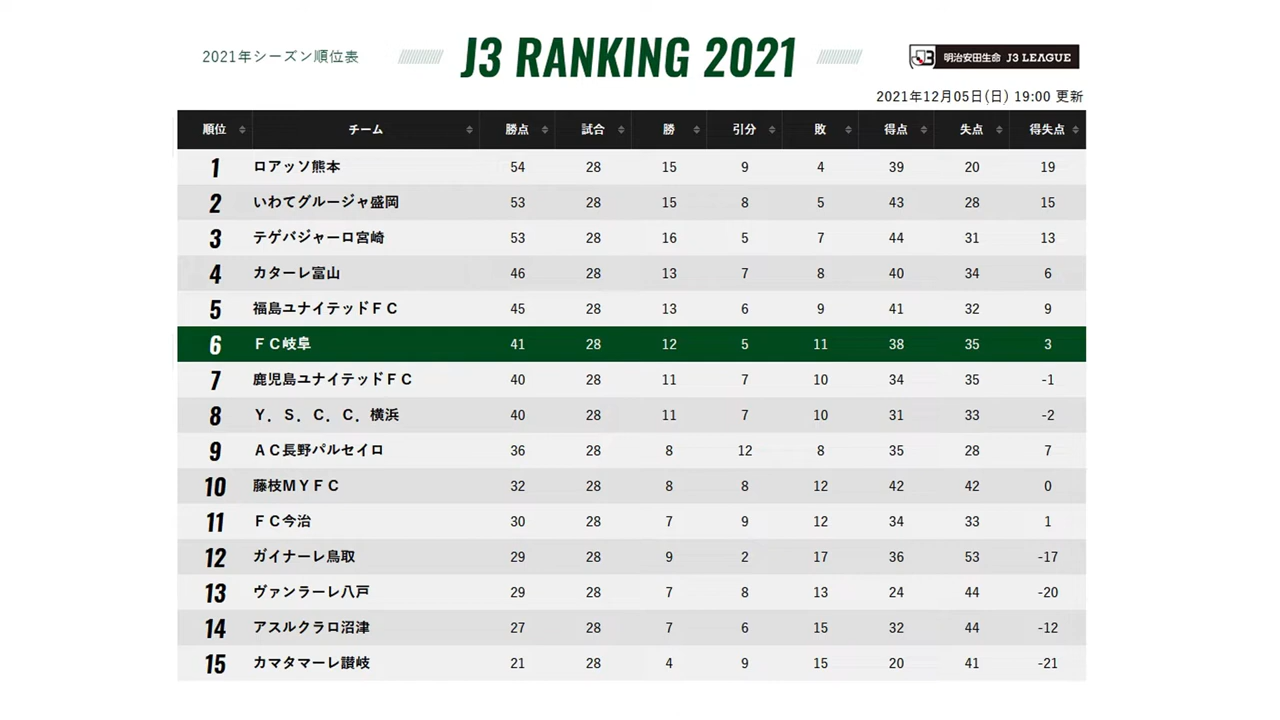 2021年シーズン順位表 J3 RANKING 2021 明治安田生命 J3 LEAGUE
2021年12月05日(日) 19:00 更新
順位 チーム 勝点 試合 勝 引分 敗 得点 失点 得失点
1 ロアッソ熊本 54 28 15 9 4 39 20 19
2 いわてグルージャ盛岡 53 28 15 8 5 43 28 15
3 テゲバジャーロ宮崎 53 28 16 5 7 44 31 13
4 カターレ富山 46 28 13 7 8 40 34 6
5 福島ユナイテッドＦＣ 45 28 13 6 9 41 32 9
6 ＦＣ岐阜 41 28 12 5 11 38 35 3
7 鹿児島ユナイテッドＦＣ 40 28 11 7 10 34 35 -1
8 Ｙ．Ｓ．Ｃ．Ｃ．横浜 40 28 11 7 10 31 33 -2
9 ＡＣ長野パルセイロ 36 28 8 12 8 35 28 7
10 藤枝ＭＹＦＣ 32 28 8 8 12 42 42 0
11 ＦＣ今治 30 28 7 9 12 34 33 1
12 ガイナーレ鳥取 29 28 9 2 17 36 53 -17
13 ヴァンラーレ八戸 29 28 7 8 13 24 44 -20
14 アスルクラロ沼津 27 28 7 6 15 32 44 -12
15 カマタマーレ讃岐 21 28 4 9 15 20 41 -21